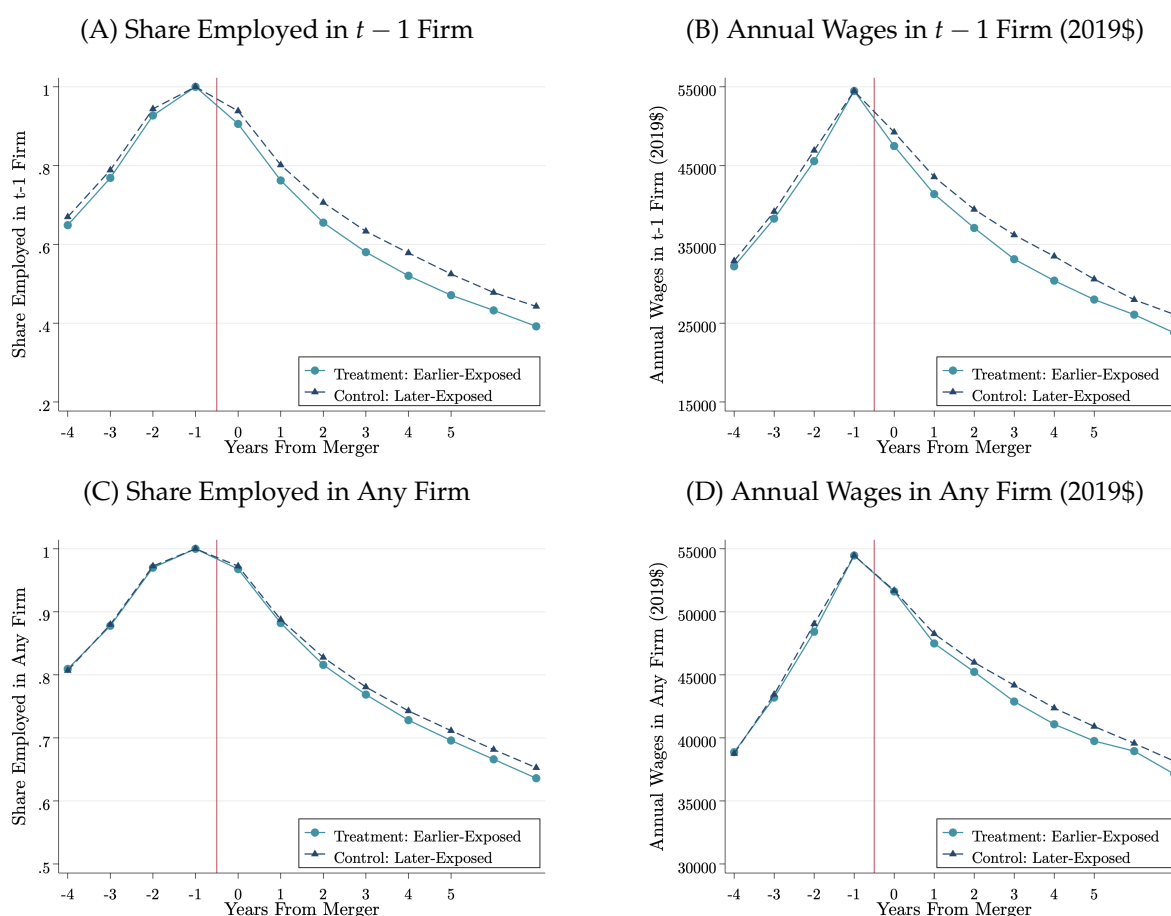 (A) Share Employed in t − 1 Firm
Share Employed in t-1 Firm
1
.8
.6
.4
.2
Treatment: Earlier-Exposed
Control: Later-Exposed
-4 -3 -2 -1 0 1 2 3 4 5
Years From Merger
(B) Annual Wages in t − 1 Firm (2019$)
Annual Wages in t-1 Firm (2019$)
55000
45000
35000
25000
15000
Treatment: Earlier-Exposed
Control: Later-Exposed
-4 -3 -2 -1 0 1 2 3 4 5
Years From Merger
(C) Share Employed in Any Firm
Share Employed in Any Firm
1
.9
.8
.7
.6
.5
Treatment: Earlier-Exposed
Control: Later-Exposed
-4 -3 -2 -1 0 1 2 3 4 5
Years From Merger
(D) Annual Wages in Any Firm (2019$)
Annual Wages in Any Firm (2019$)
55000
50000
45000
40000
35000
30000
Treatment: Earlier-Exposed
Control: Later-Exposed
-4 -3 -2 -1 0 1 2 3 4 5
Years From Merger